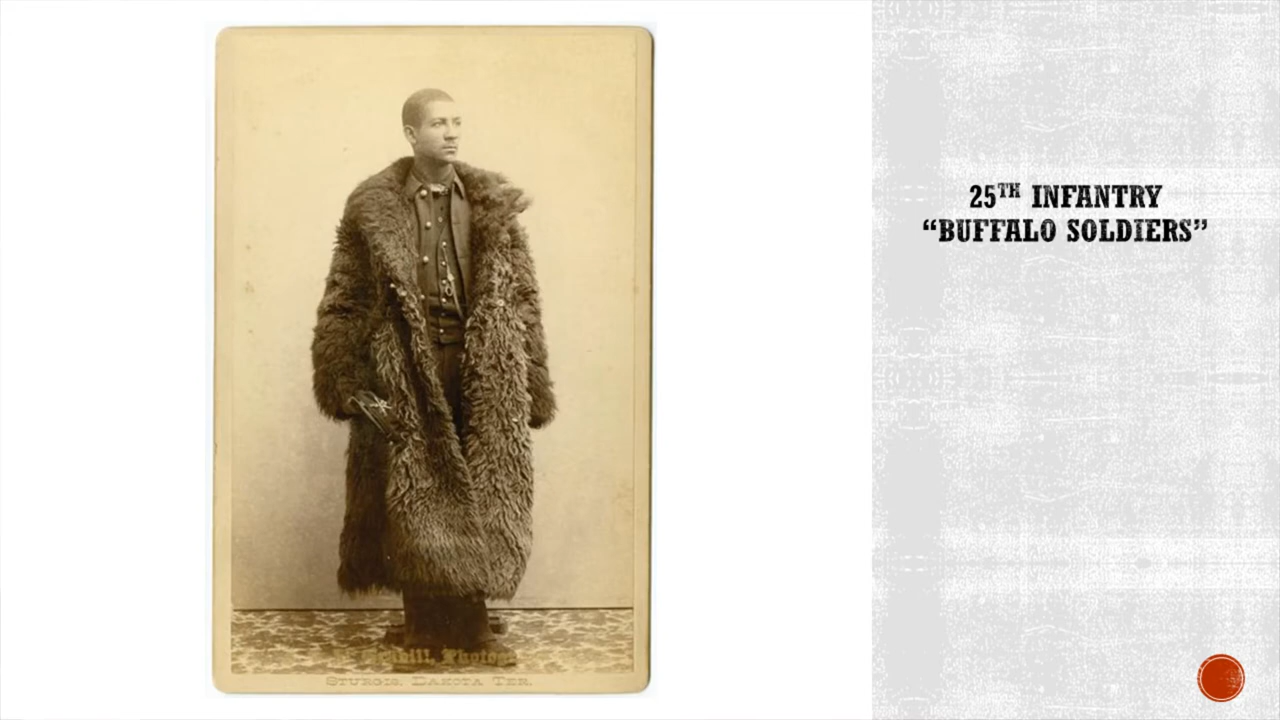 25TH INFANTRY
“BUFFALO SOLDIERS”
STURGIS, DAKOTA TER.